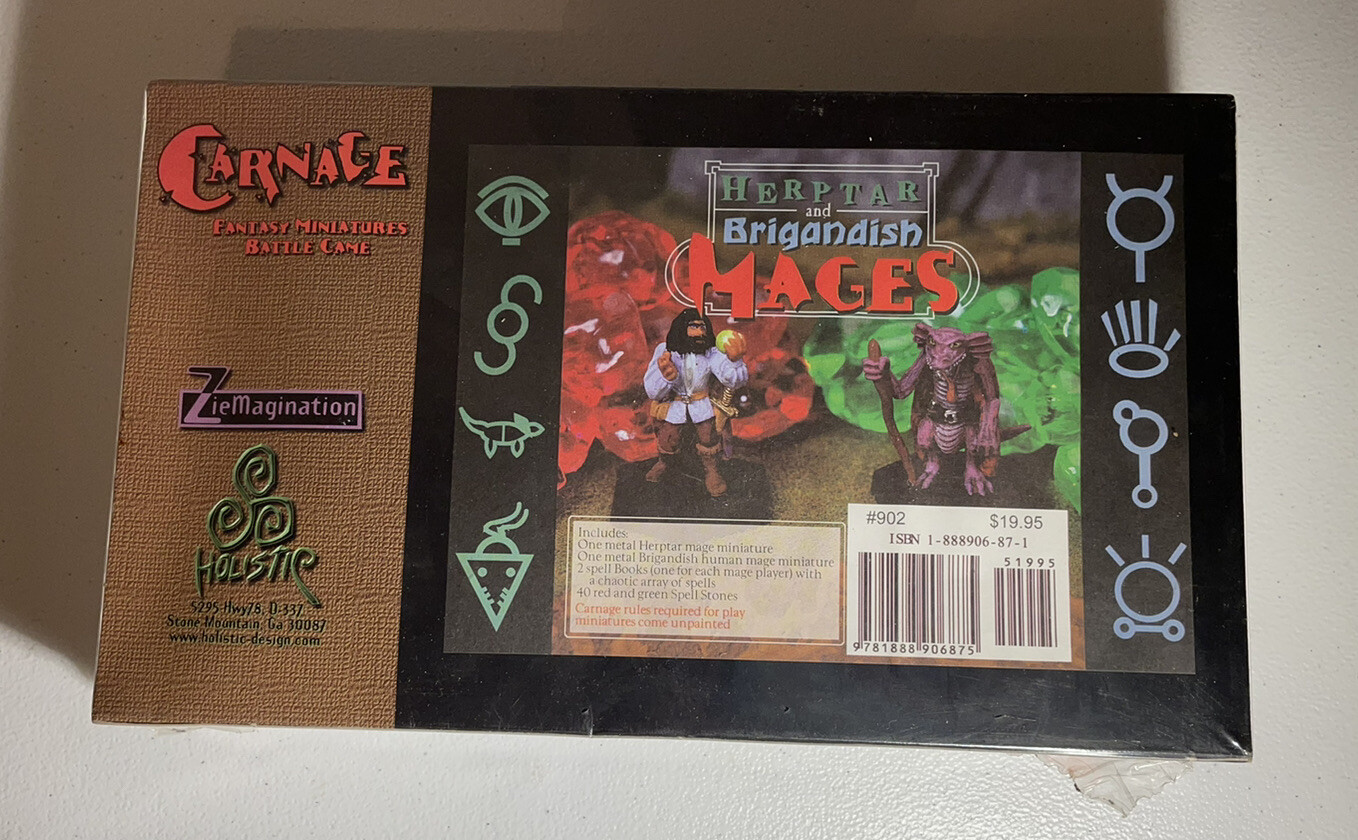 CARNAGE
FANTASY MINIATURES
BATTLE GAME
ZieMagination
HOLISTIC
5295 Hwy78, D-337
Stone Mountain, Ga 30087
www.holistic-design.com
HERPTAR
and
Brigandish
MAGES
Includes:
One metal Herptar mage miniature
One metal Brigandish human mage miniature
2 spell Books (one for each mage player) with
a chaotic array of spells
40 red and green Spell Stones
Carnage rules required for play
miniatures come unpainted
#902 $19.95
ISBN 1-888906-87-1
51995
9781888906875